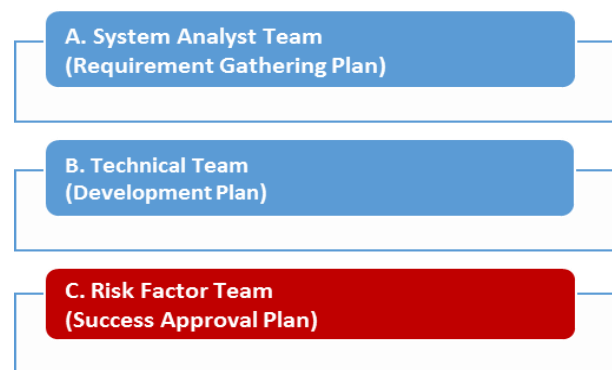 A. System Analyst Team
(Requirement Gathering Plan)
B. Technical Team
(Development Plan)
C. Risk Factor Team
(Success Approval Plan)